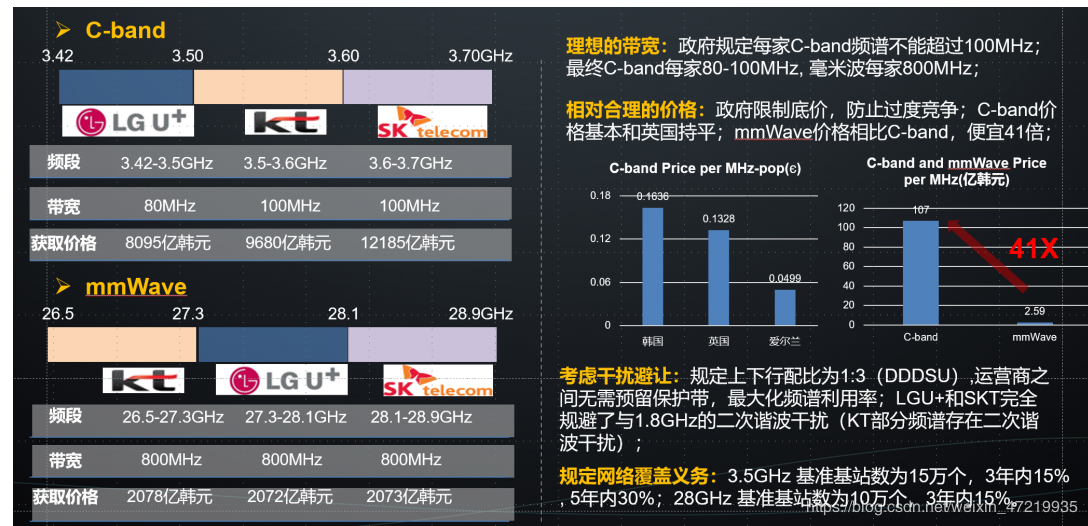 ➤ C-band
3.42 3.50 3.60 3.70GHz
LG U+ kt SK telecom
频段 3.42-3.5GHz 3.5-3.6GHz 3.6-3.7GHz
带宽 80MHz 100MHz 100MHz
获取价格 8095亿韩元 9680亿韩元 12185亿韩元
➤ mmWave
26.5 27.3 28.1 28.9GHz
kt LG U+ SK telecom
频段 26.5-27.3GHz 27.3-28.1GHz 28.1-28.9GHz
带宽 800MHz 800MHz 800MHz
获取价格 2078亿韩元 2072亿韩元 2073亿韩元
理想的带宽：政府规定每家C-band频谱不能超过100MHz；
最终C-band每家80-100MHz, 毫米波每家800MHz；
相对合理的价格：政府限制底价，防止过度竞争；C-band价
格基本和英国持平；mmWave价格相比C-band，便宜41倍；
C-band Price per MHz-pop(€)
0.18
0.12
0.06
0
0.1636
0.1328
0.0499
韩国 英国 爱尔兰
C-band and mmWave Price
per MHz(亿韩元)
120
100
80
60
40
20
0
107
41X
2.59
C-band mmWave
考虑干扰避让：规定上下行配比为1:3（DDDSU）,运营商之
间无需预留保护带，最大化频谱利用率；LGU+和SKT完全
规避了与1.8GHz的二次谐波干扰（KT部分频谱存在二次谐
波干扰）；
规定网络覆盖义务：3.5GHz 基准基站数为15万个，3年内15%
, 5年内30%；28GHz 基准基站数为10万个，3年内15%。
https://blog.csdn.net/weixin_47219935